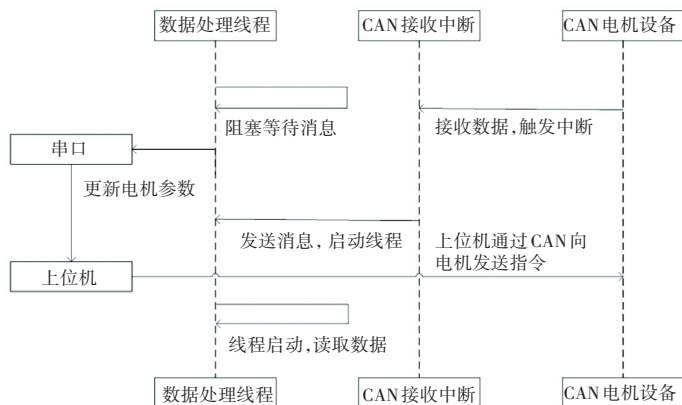 数据处理线程
CAN接收中断
CAN电机设备
阻塞等待消息
接收数据,触发中断
串口
更新电机参数
发送消息, 启动线程
上位机通过CAN向
电机发送指令
上位机
线程启动,读取数据
数据处理线程
CAN接收中断
CAN电机设备